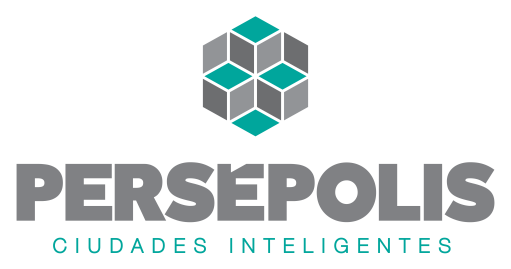 PERSÉPOLIS
CIUDADES INTELIGENTES